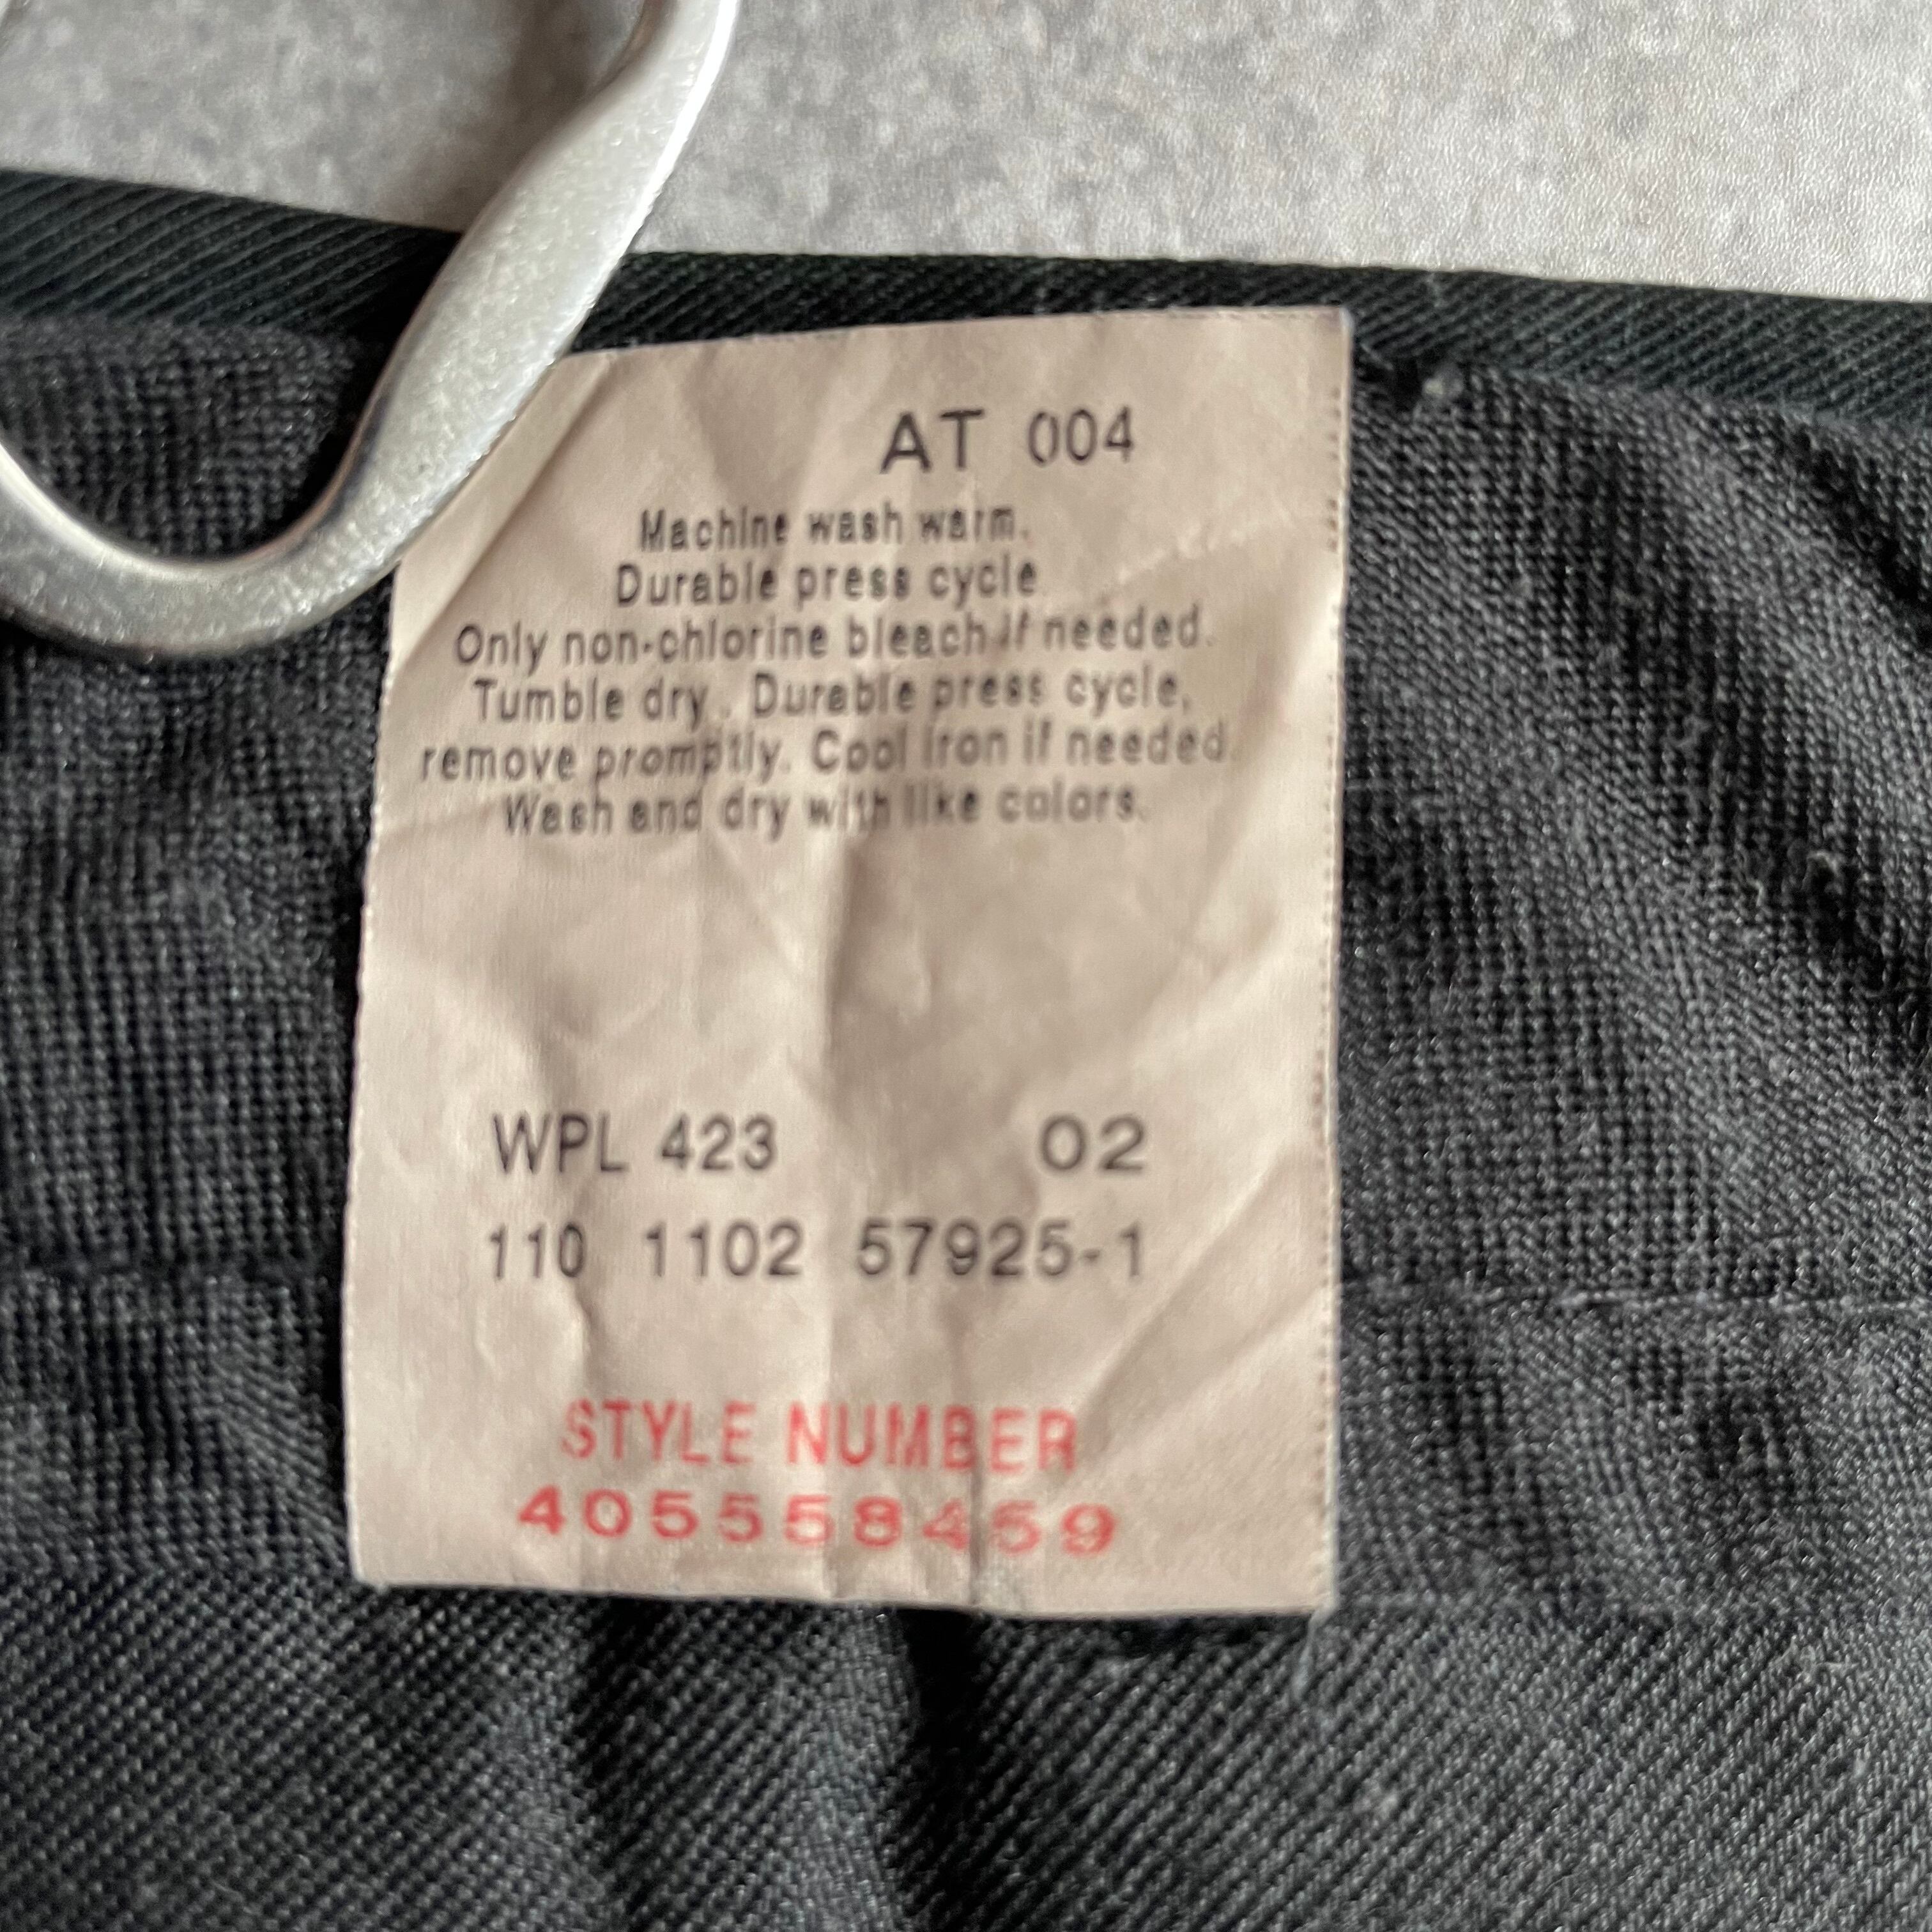 AT 004
Machine wash warm.
Durable press cycle
Only non-chlorine bleach if needed.
Tumble dry. Durable press cycle,
remove promptly. Cool iron if needed.
Wash and dry with like colors.
WPL 423 02
110 1102 57925-1
STYLE NUMBER
405558459